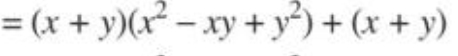 = (x + y)(x² − xy + y²) + (x + y)